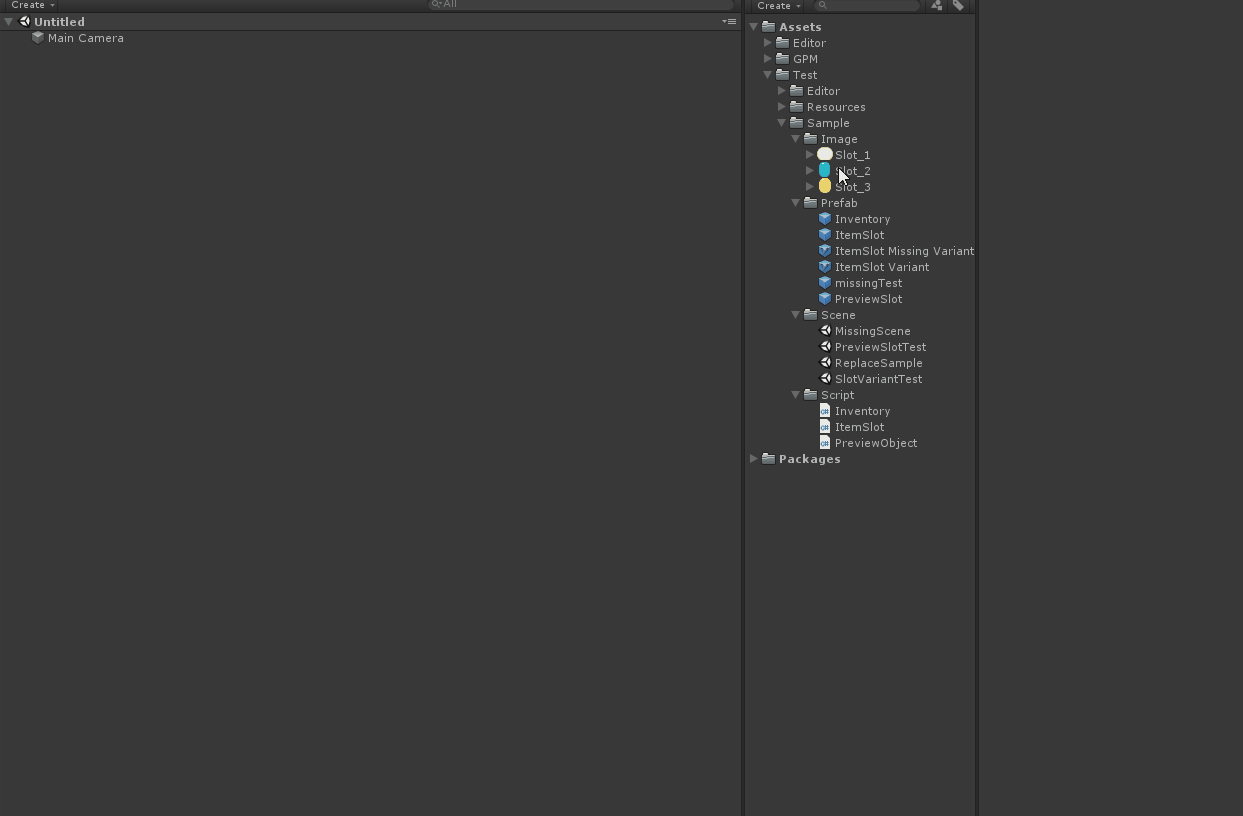 Create
All
Untitled
Main Camera
Create
Assets
Editor
GPM
Test
Editor
Resources
Sample
Image
Slot_1
Slot_2
Slot_3
Prefab
Inventory
ItemSlot
ItemSlot Missing Variant
ItemSlot Variant
missingTest
PreviewSlot
Scene
MissingScene
PreviewSlotTest
ReplaceSample
SlotVariantTest
Script
Inventory
ItemSlot
PreviewObject
Packages